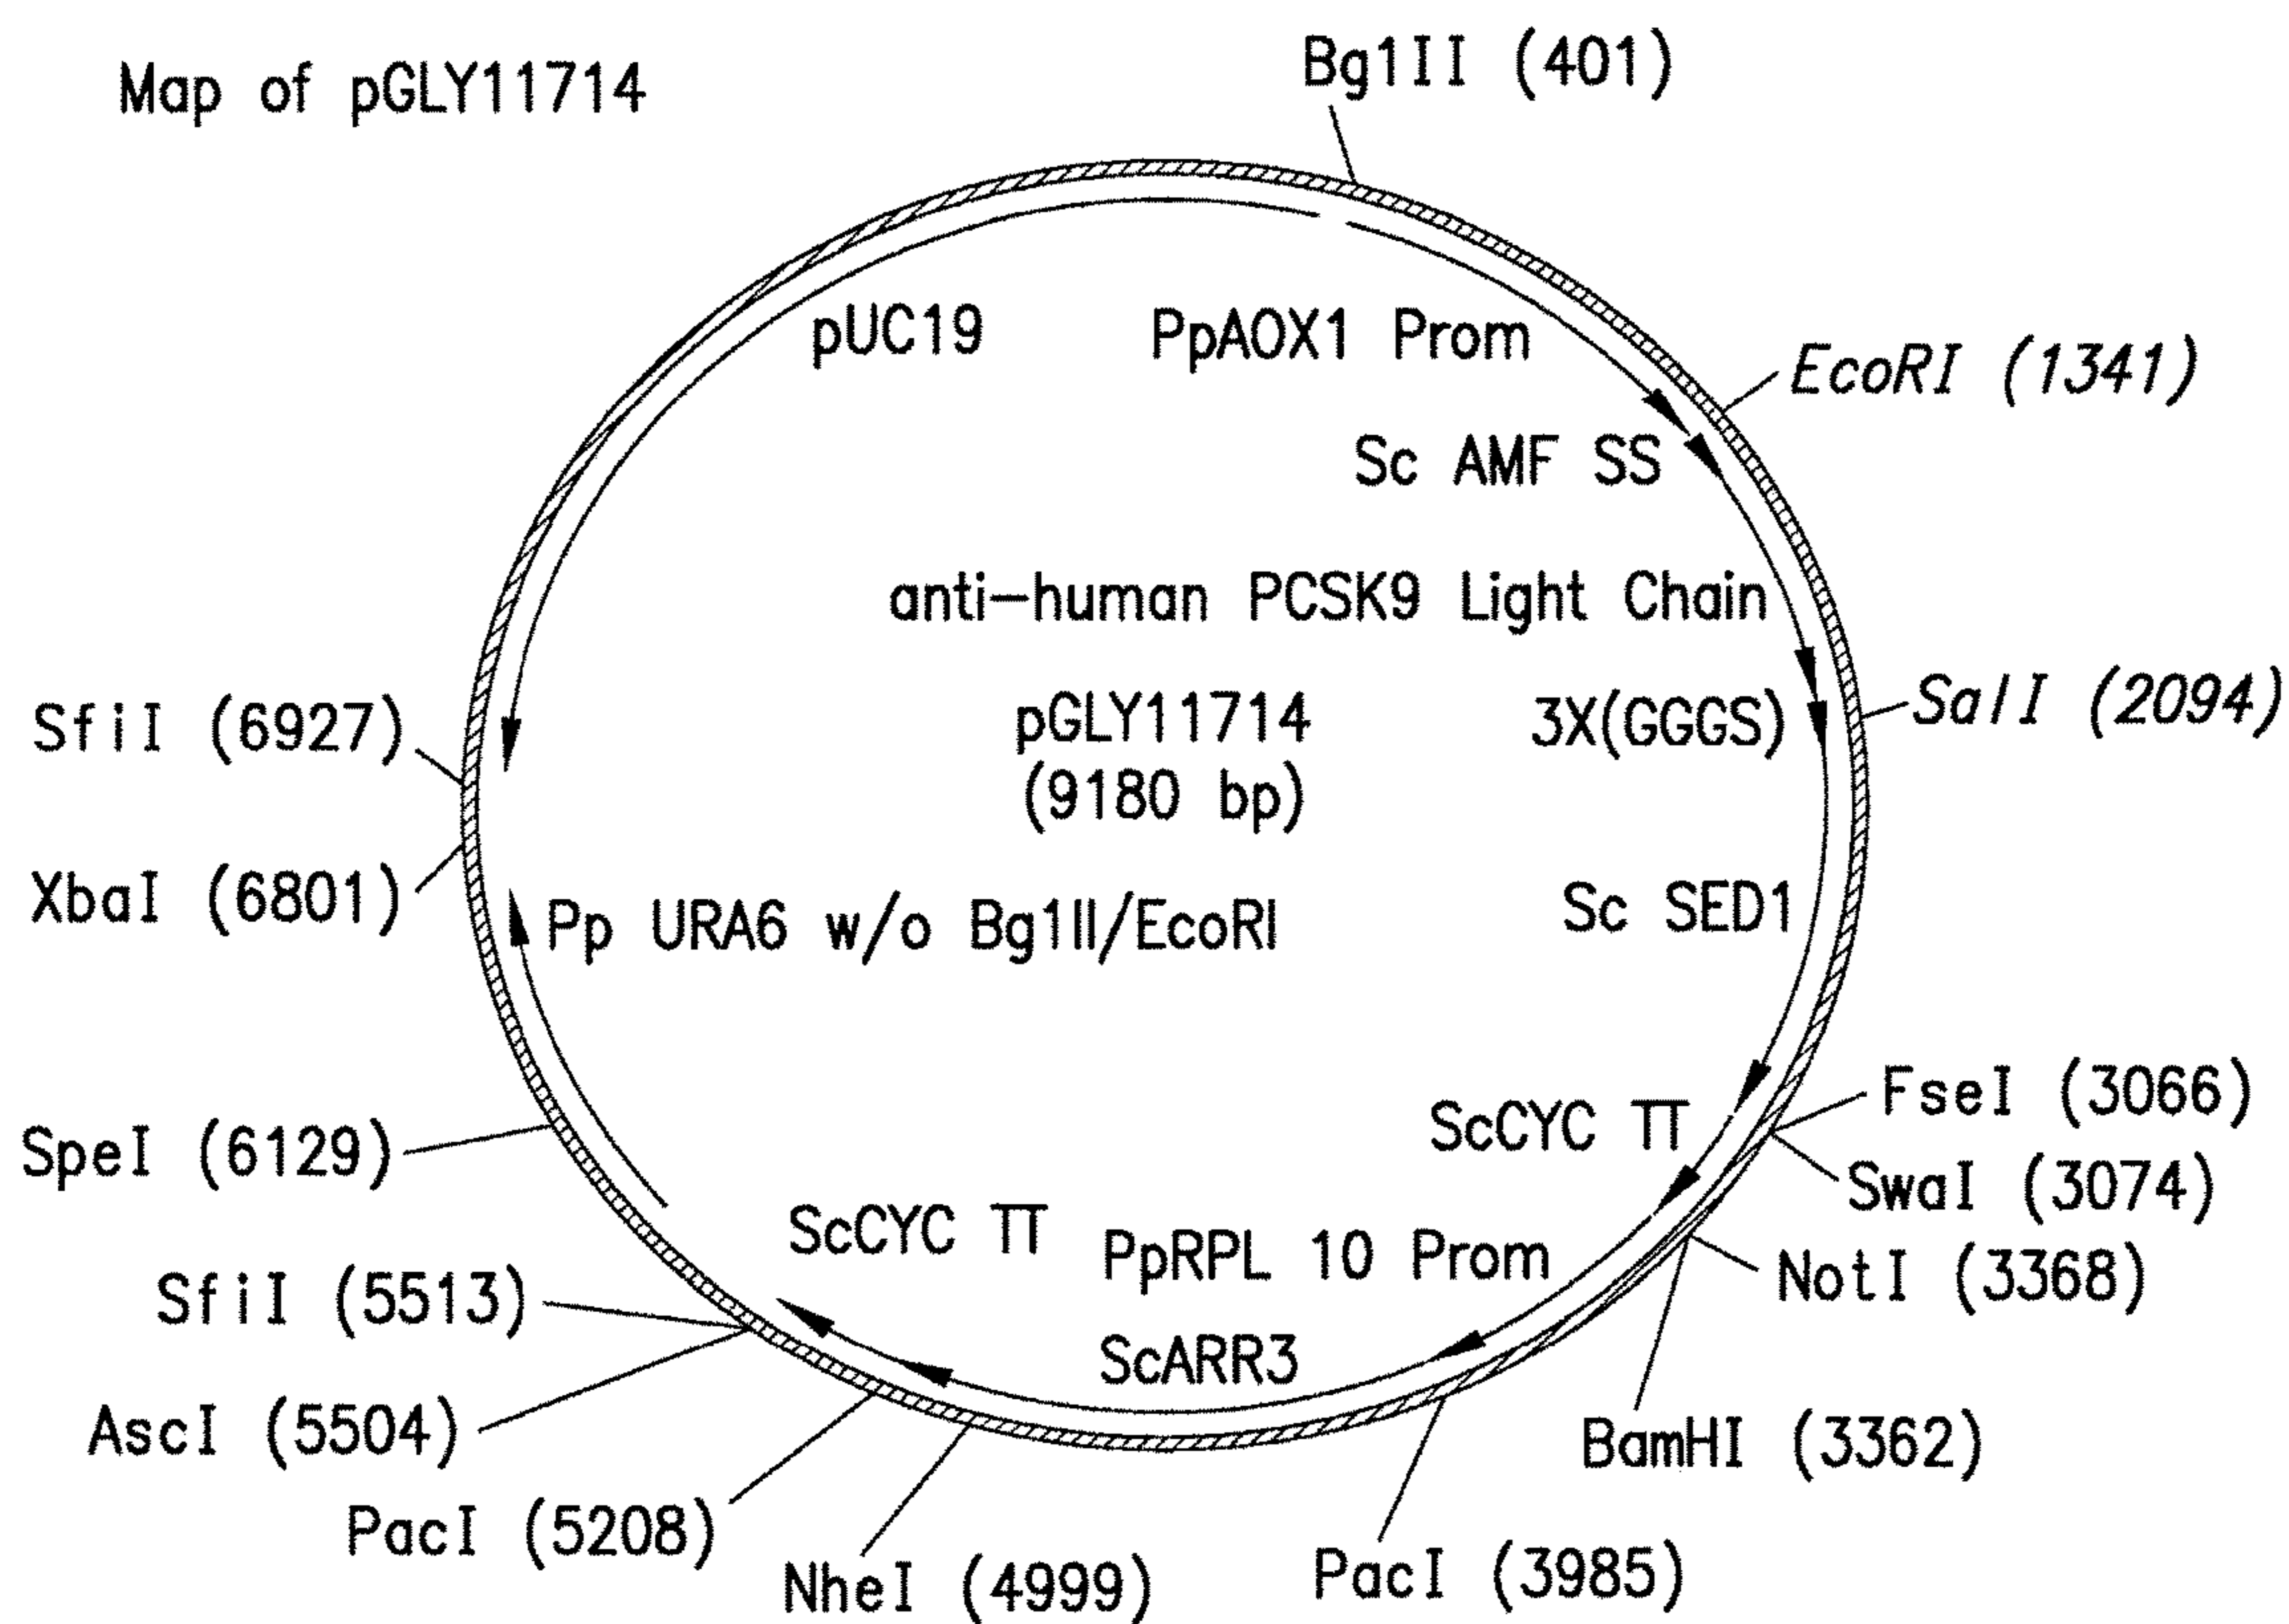 Map of pGLY11714
Bg1II (401)
pUC19
PpAOX1 Prom
EcoRI (1341)
Sc AMF SS
anti-human PCSK9 Light Chain
pGLY11714
(9180 bp)
3X(GGGS)
SalI (2094)
SfiI (6927)
XbaI (6801)
Pp URA6 w/o Bg1II/EcoRI
Sc SED1
FseI (3066)
ScCYC TT
SpeI (6129)
SwaI (3074)
ScCYC TT
PpRPL 10 Prom
NotI (3368)
SfiI (5513)
ScARR3
AscI (5504)
BamHI (3362)
PacI (5208)
NheI (4999)
PacI (3985)